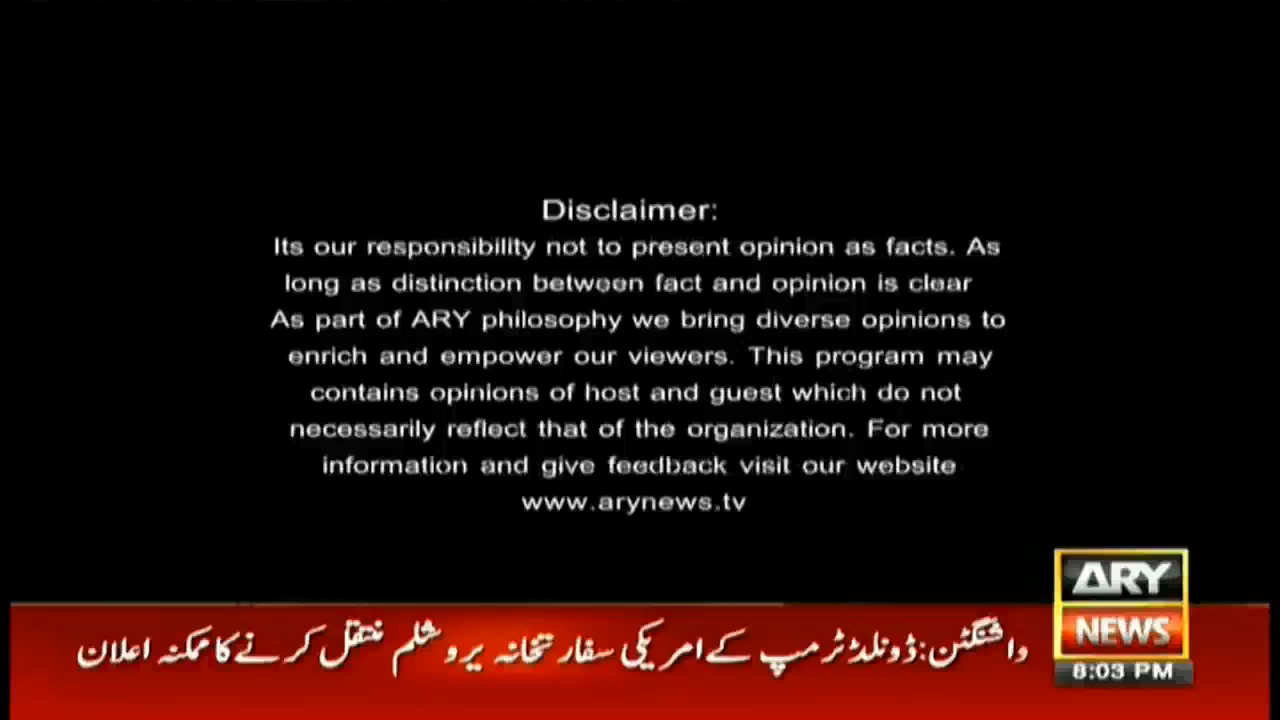 Disclaimer:
Its our responsibility not to present opinion as facts. As
long as distinction between fact and opinion is clear
As part of ARY philosophy we bring diverse opinions to
enrich and empower our viewers. This program may
contains opinions of host and guest which do not
necessarily reflect that of the organization. For more
information and give feedback visit our website
www.arynews.tv
ARY
NEWS
8:03 PM
واشنگٹن: ڈونلڈ ٹرمپ کے امریکی سفارتخانہ یروشلم منتقل کرنے کا ممکنہ اعلان